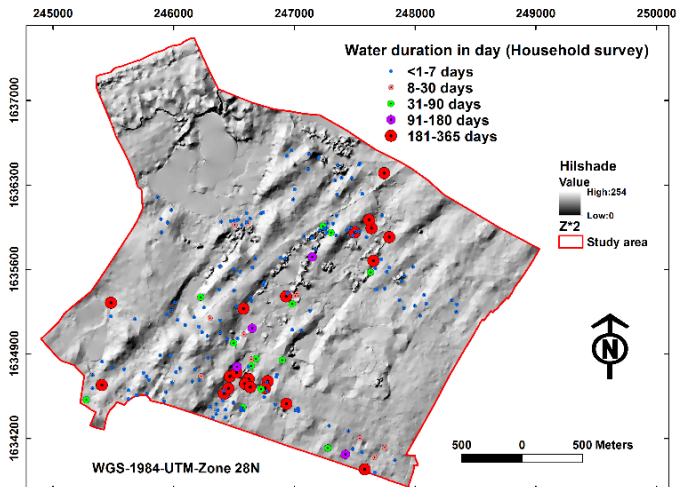 245000 246000 247000 248000 249000 250000
Water duration in day (Household survey)
<1-7 days
8-30 days
31-90 days
91-180 days
181-365 days
1637000
1636300
1635600
1634900
1634200
Hilshade
Value
High:254
Low:0
Z*2
Study area
N
500 0 500 Meters
WGS-1984-UTM-Zone 28N